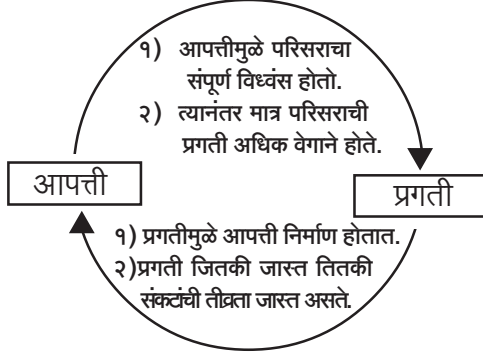 १) आपत्तीमुळे परिसराचा
संपूर्ण विध्वंस होतो.
२) त्यानंतर मात्र परिसराची
प्रगती अधिक वेगाने होते.
आपत्ती
प्रगती
१) प्रगतीमुळे आपत्ती निर्माण होतात.
२)प्रगती जितकी जास्त तितकी
संकटांची तीव्रता जास्त असते.